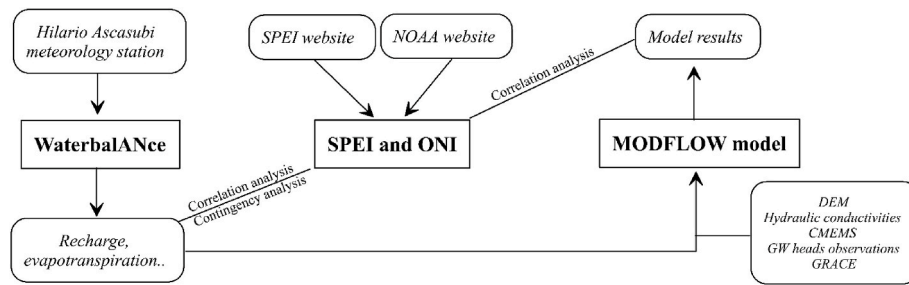 Hilario Ascasubi
meteorology station
SPEI website
NOAA website
Model results
Correlation analysis
WaterbalANce
SPEI and ONI
MODFLOW model
Correlation analysis
Contingency analysis
Recharge,
evapotranspiration..
DEM
Hydraulic conductivities
CMEMS
GW heads observations
GRACE